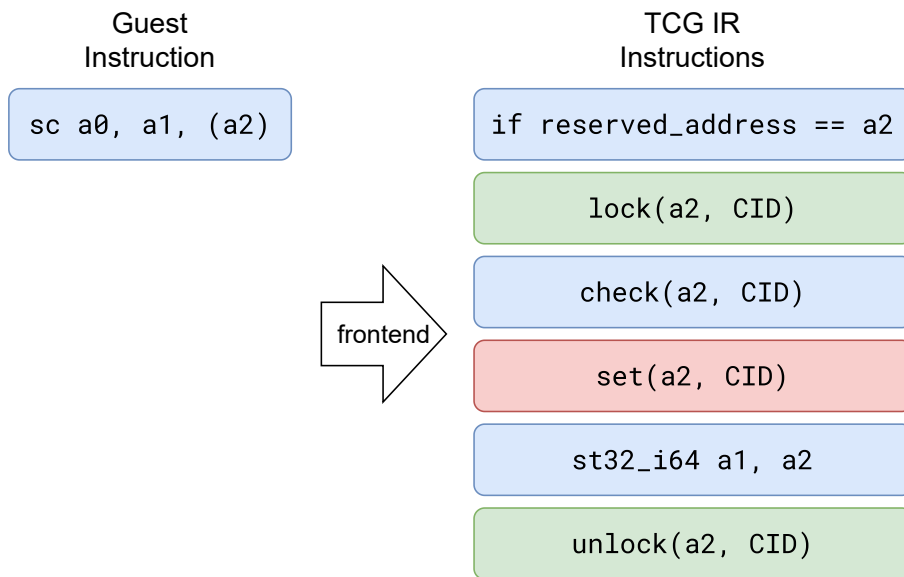 Guest
Instruction
sc a0, a1, (a2)
frontend
TCG IR
Instructions
if reserved_address == a2
lock(a2, CID)
check(a2, CID)
set(a2, CID)
st32_i64 a1, a2
unlock(a2, CID)